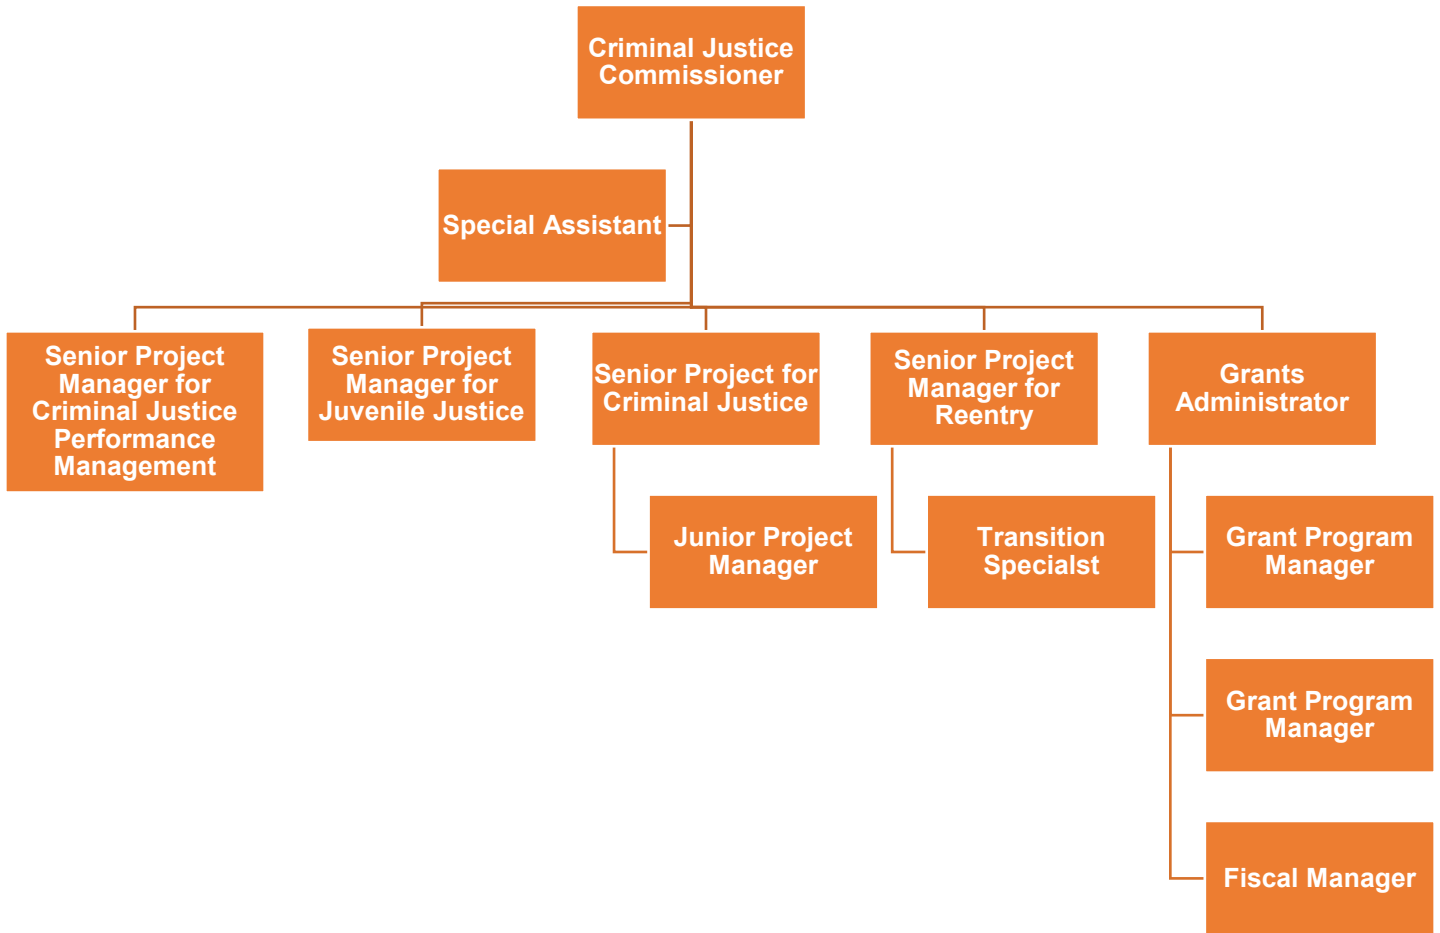 Criminal Justice
Commissioner
Special Assistant
Senior Project
Manager for
Criminal Justice
Performance
Management
Senior Project
Manager for
Juvenile Justice
Senior Project for
Criminal Justice
Senior Project
Manager for
Reentry
Grants
Administrator
Junior Project
Manager
Transition
Specialst
Grant Program
Manager
Grant Program
Manager
Fiscal Manager